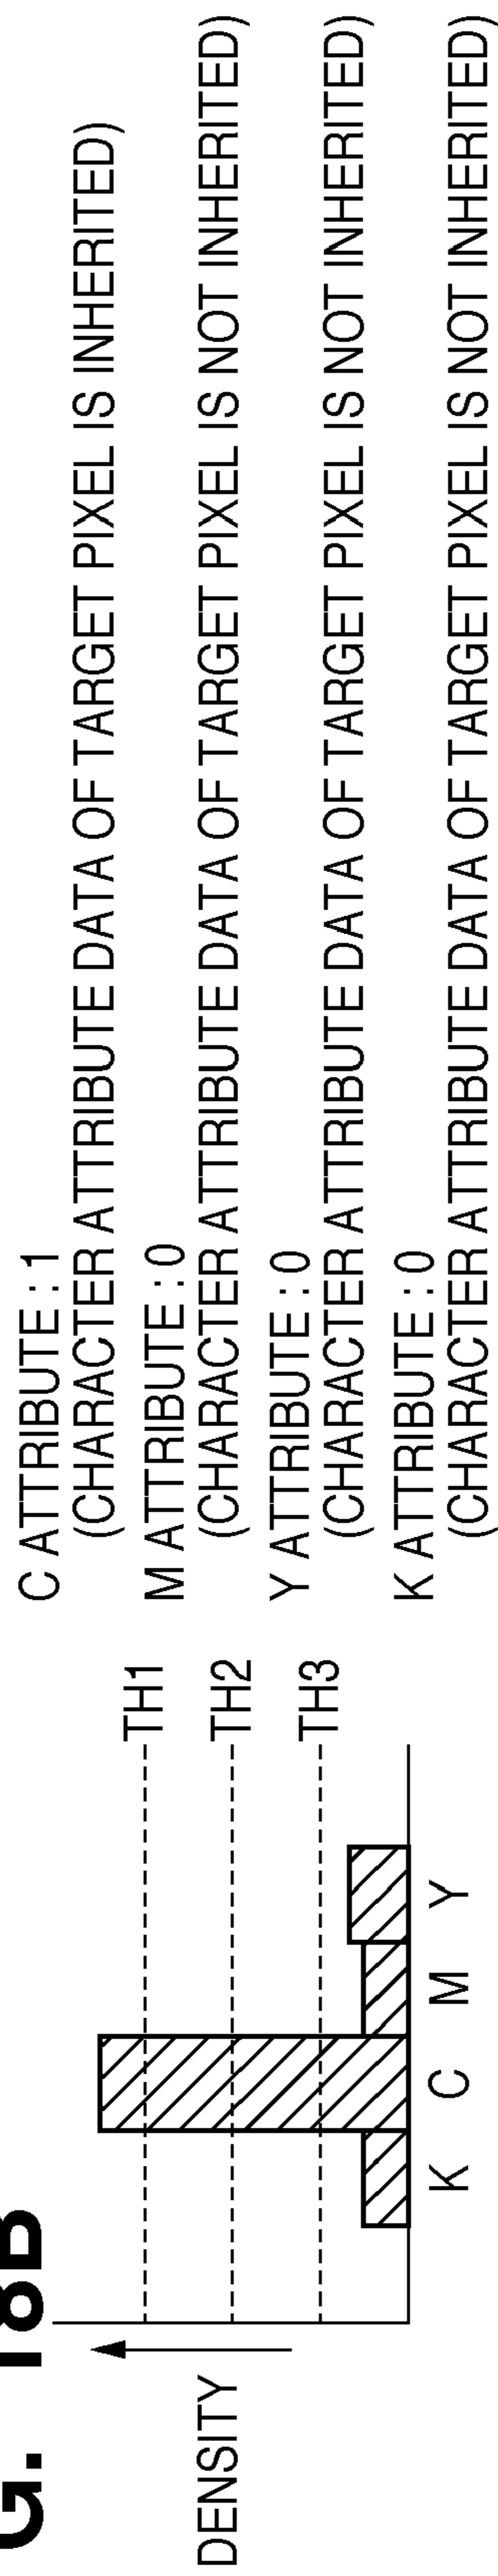 G. 18B
DENSITY
TH1
TH2
TH3
K C M Y
C ATTRIBUTE : 1
(CHARACTER ATTRIBUTE DATA OF TARGET PIXEL IS INHERITED)
M ATTRIBUTE : 0
(CHARACTER ATTRIBUTE DATA OF TARGET PIXEL IS NOT INHERITED)
Y ATTRIBUTE : 0
(CHARACTER ATTRIBUTE DATA OF TARGET PIXEL IS NOT INHERITED)
K ATTRIBUTE : 0
(CHARACTER ATTRIBUTE DATA OF TARGET PIXEL IS NOT INHERITED)